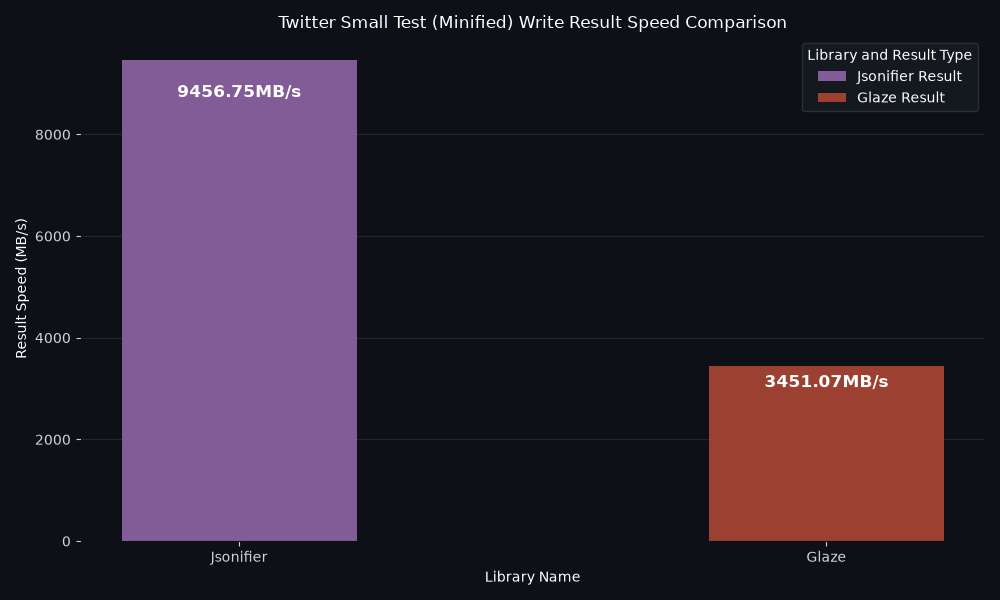 Twitter Small Test (Minified) Write Result Speed Comparison
Library and Result Type
Jsonifier Result
Glaze Result
9456.75MB/s
3451.07MB/s
Result Speed (MB/s)
8000
6000
4000
2000
0
Jsonifier
Glaze
Library Name